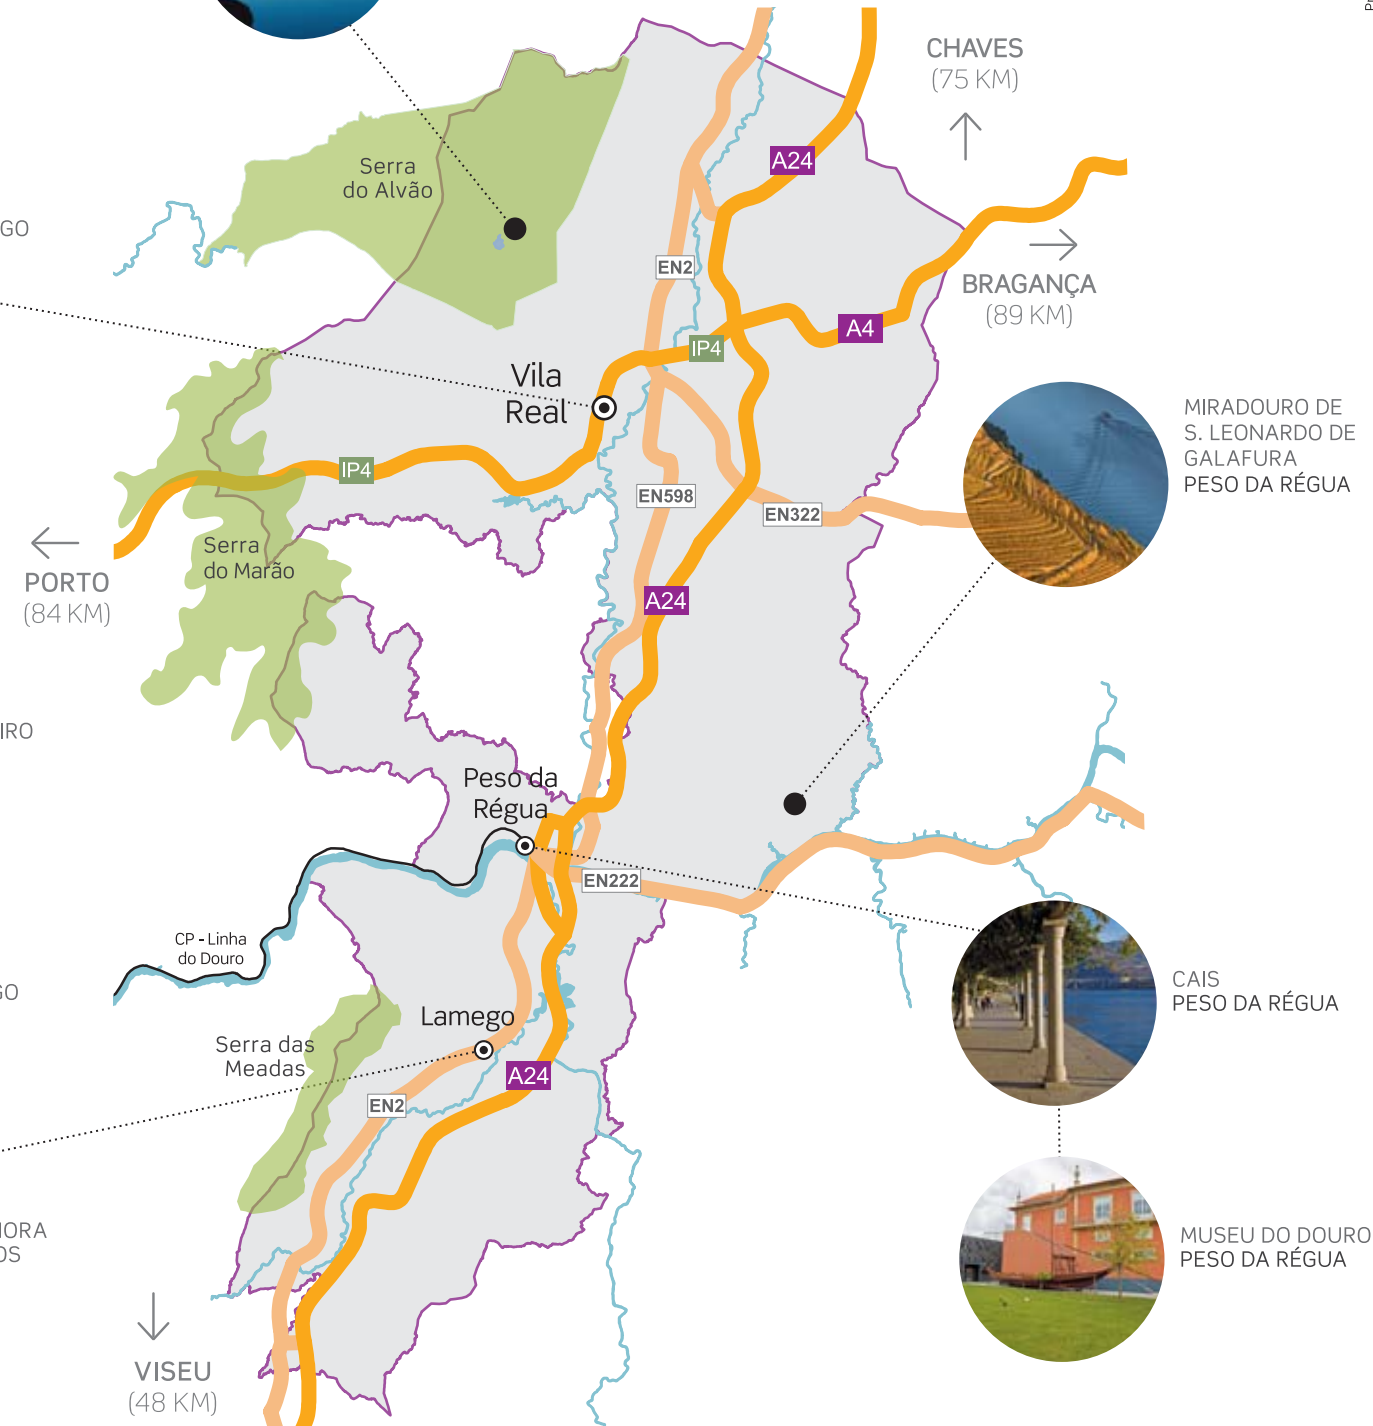 CHAVES
(75 KM)
A24
Serra
do Alvão
GO
EN2
BRAGANÇA
(89 KM)
A4
IP4
Vila
Real
MIRADOURO DE
S. LEONARDO DE
GALAFURA
PESO DA RÉGUA
IP4
EN598
EN322
Serra
do Marão
PORTO
(84 KM)
A24
IRO
Peso da
Régua
EN222
CP - Linha
do Douro
GO
CAIS
PESO DA RÉGUA
Lamego
Serra das
Meadas
A24
EN2
ORA
OS
MUSEU DO DOURO
PESO DA RÉGUA
VISEU
(48 KM)